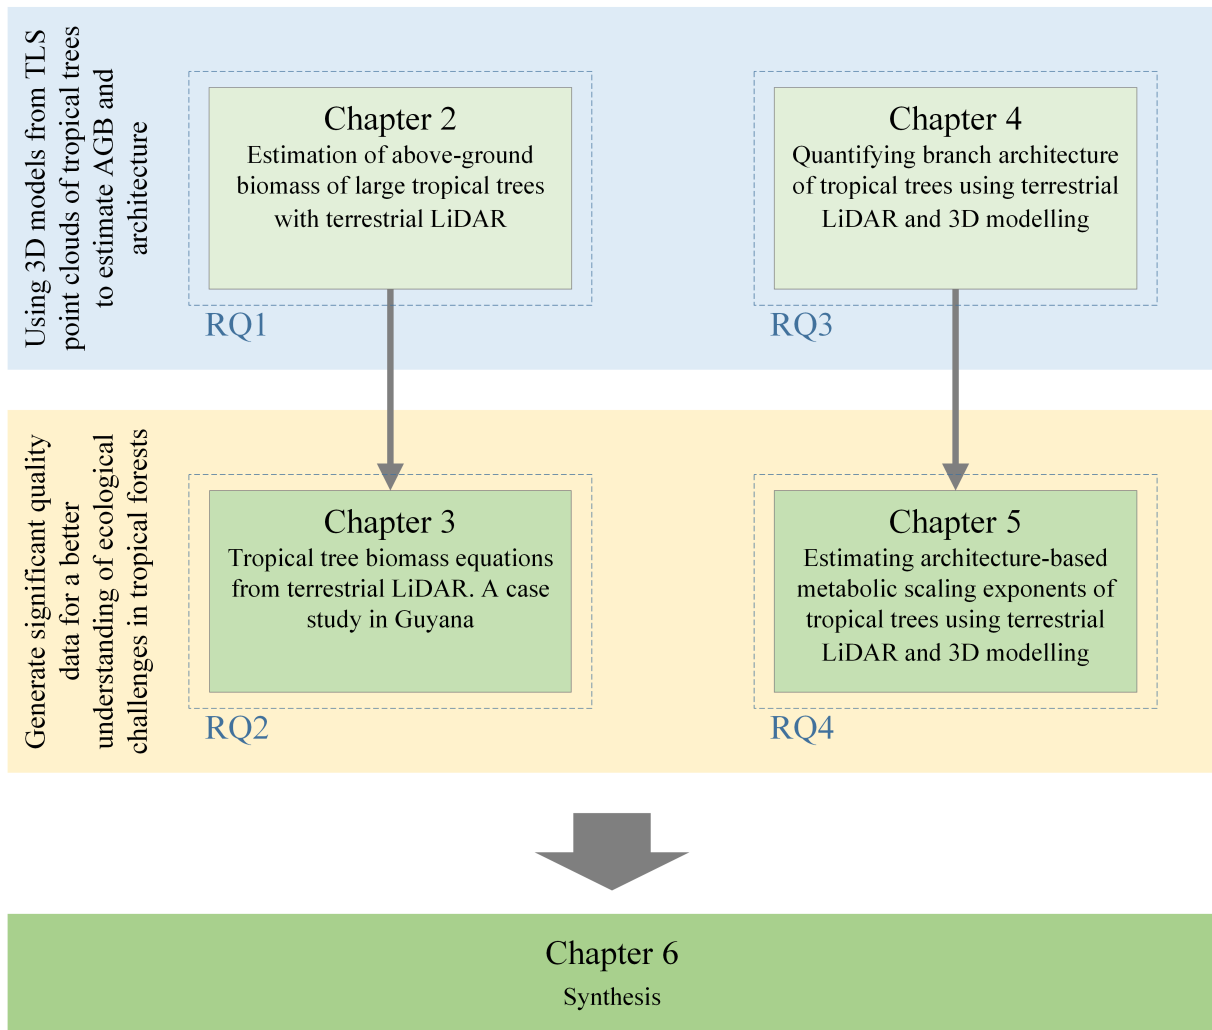 Using 3D models from TLS
point clouds of tropical trees
to estimate AGB and
architecture
Chapter 2
Estimation of above-ground
biomass of large tropical trees
with terrestrial LiDAR
RQ1
Chapter 4
Quantifying branch architecture
of tropical trees using terrestrial
LiDAR and 3D modelling
RQ3
Generate significant quality
data for a better
understanding of ecological
challenges in tropical forests
Chapter 3
Tropical tree biomass equations
from terrestrial LiDAR. A case
study in Guyana
RQ2
Chapter 5
Estimating architecture-based
metabolic scaling exponents of
tropical trees using terrestrial
LiDAR and 3D modelling
RQ4
Chapter 6
Synthesis